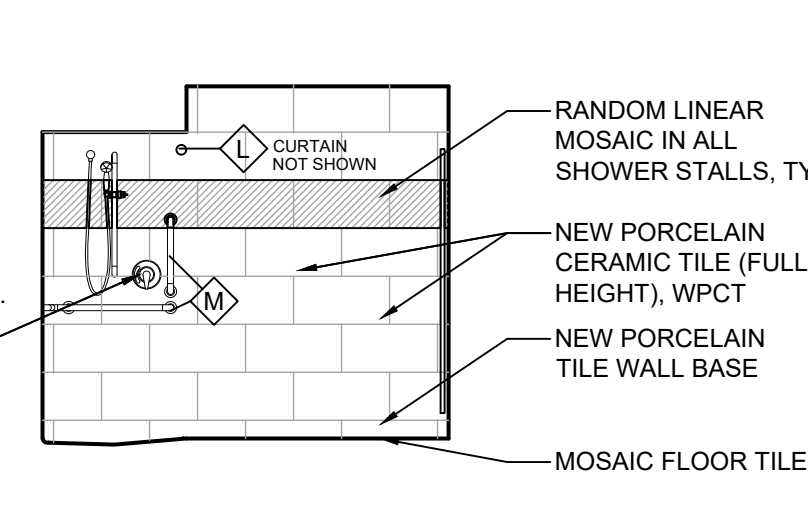 RANDOM LINEAR
MOSAIC IN ALL
SHOWER STALLS,
L
CURTAIN
NOT SHOWN
NEW PORCELAIN
CERAMIC TILE (FULL
HEIGHT), WPCT
M
NEW PORCELAIN
TILE WALL BASE
MOSAIC FLOOR TILE